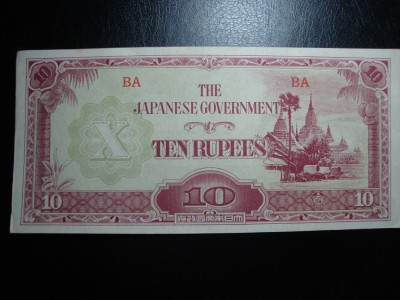 10 10
BA BA
THE
JAPANESE GOVERNMENT
X
TEN RUPEES
10
10 10